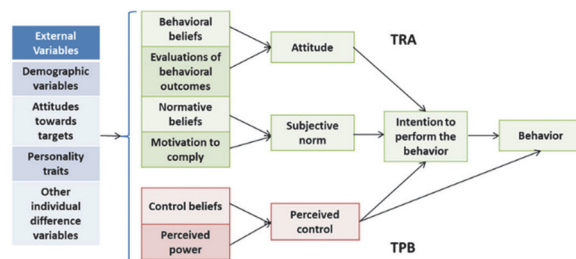 External
Variables
Demographic
variables
Attitudes
towards
targets
Personality
traits
Other
individual
difference
variables
Behavioral
beliefs
Evaluations of
behavioral
outcomes
Normative
beliefs
Motivation to
comply
Control beliefs
Perceived
power
Attitude
Subjective
norm
Perceived
control
TRA
Intention to
perform the
behavior
Behavior
TPB